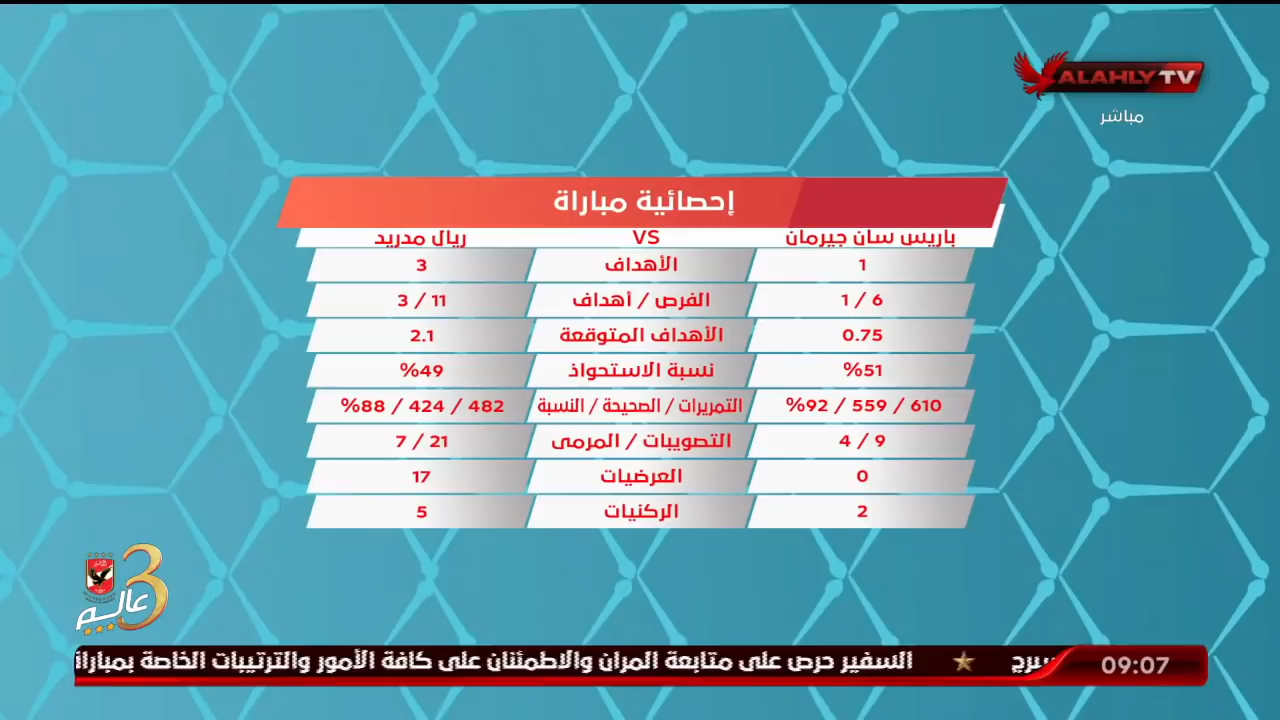 ALAHLY TV
مباشر
إحصائية مباراة
باريس سان جيرمان VS ريال مدريد
1 الأهداف 3
1 / 6 الفرص / أهداف 3 / 11
0.75 الأهداف المتوقعة 2.1
%51 نسبة الاستحواذ %49
%92 / 559 / 610 التمريرات / الصحيحة / النسبة %88 / 424 / 482
4 / 9 التصويبات / المرمى 7 / 21
0 العرضيات 17
2 الركنيات 5
3 عالم
السفير حرص على متابعة المران والاطمئنان على كافة الأمور والترتيبات الخاصة بمباراة
09:07